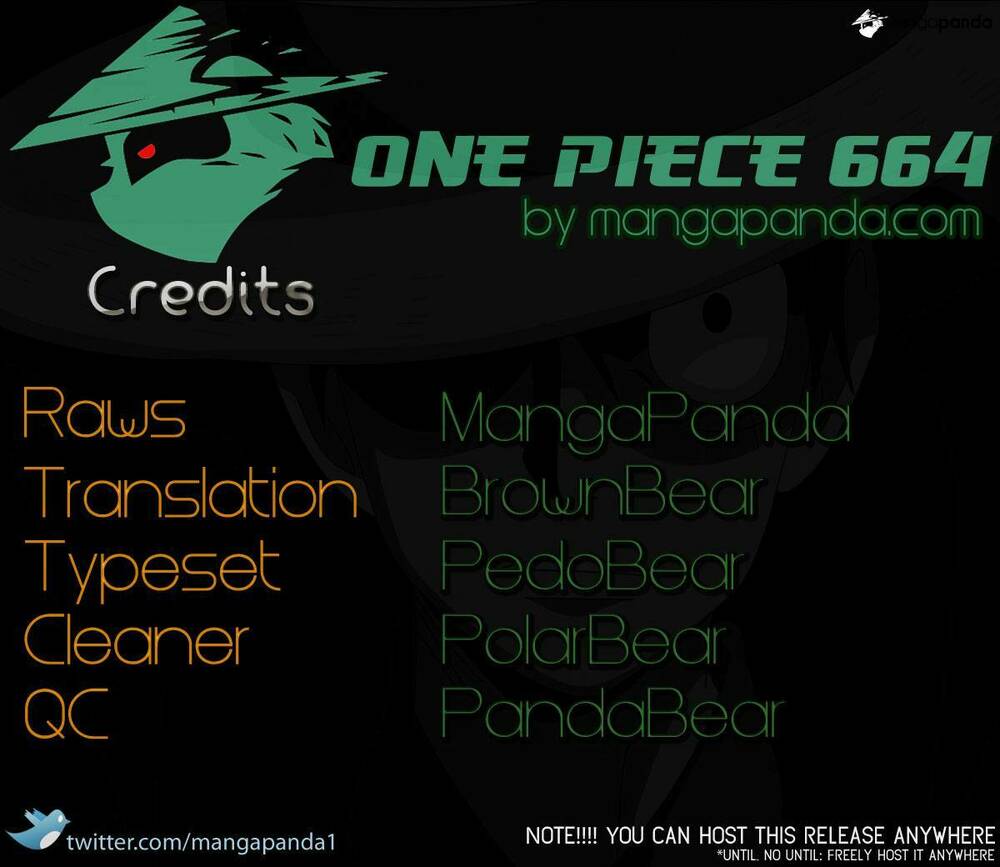 mangapanda
ONE PIECE 664
by mangapanda.com
Credits
Raws MangaPanda
Translation BrownBear
Typeset PedoBear
Cleaner PolarBear
QC PandaBear
twitter.com/mangapanda1
NOTE!!!! YOU CAN HOST THIS RELEASE ANYWHERE
*UNTIL, NO UNTIL: FREELY HOST IT ANYWHERE